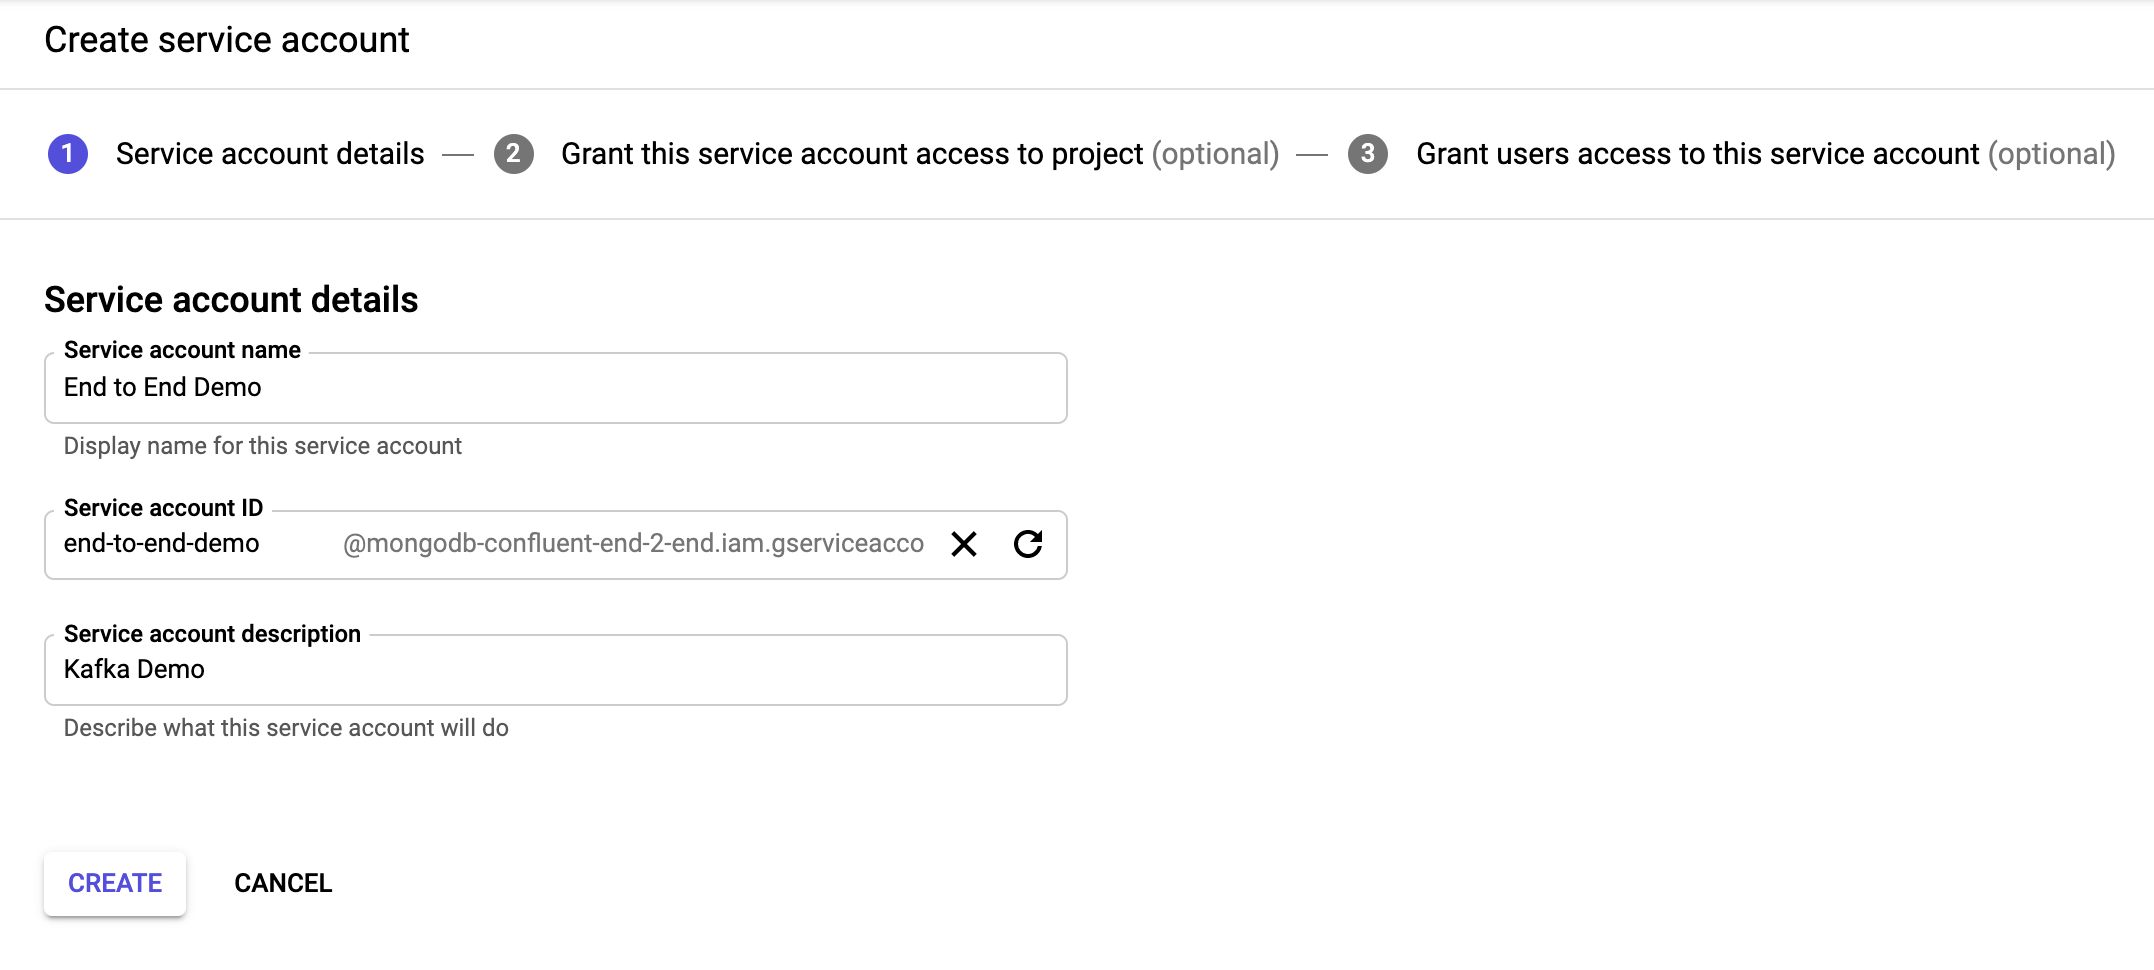 Create service account
1 Service account details — 2 Grant this service account access to project (optional) — 3 Grant users access to this service account (optional)
Service account details
Service account name
End to End Demo
Display name for this service account
Service account ID
end-to-end-demo @mongodb-confluent-end-2-end.iam.gserviceacco
Service account description
Kafka Demo
Describe what this service account will do
CREATE CANCEL